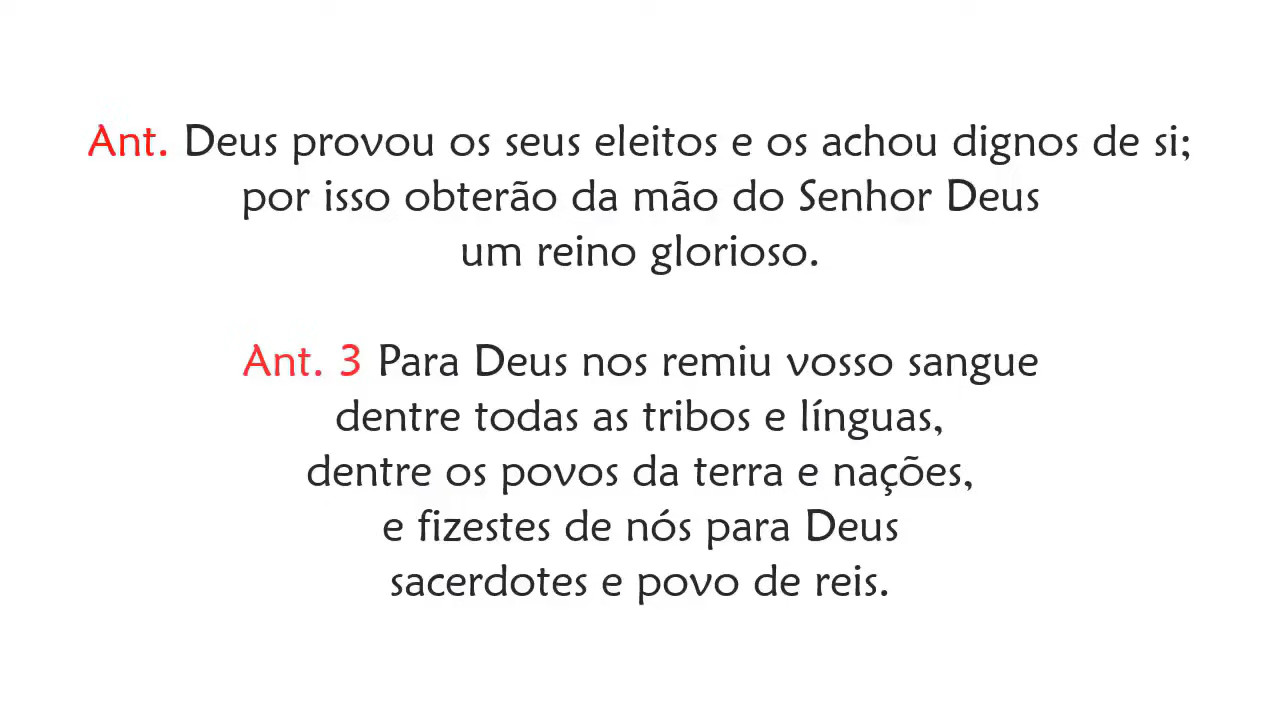 Ant. Deus provou os seus eleitos e os achou dignos de si;
por isso obterão da mão do Senhor Deus
um reino glorioso.
Ant. 3 Para Deus nos remiu vosso sangue
dentre todas as tribos e línguas,
dentre os povos da terra e nações,
e fizestes de nós para Deus
sacerdotes e povo de reis.